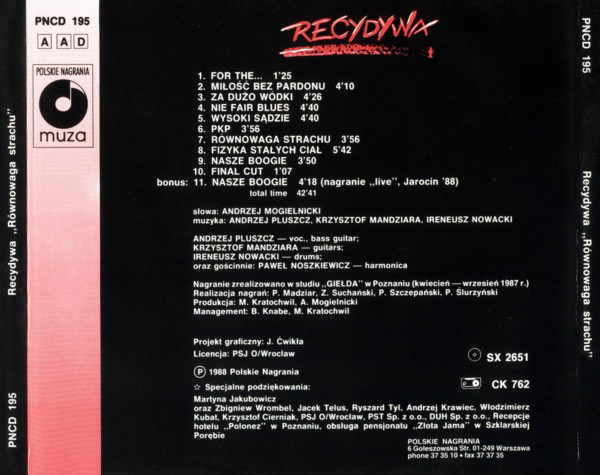 PNCD 195
AAD
POLSKIE NAGRANIA
muza
Recydywa „Równowaga strachu”
PNCD 195
RECYDYWA
1. FOR THE... 1’25
2. MIŁOŚĆ BEZ PARDONU 4’10
3. ZA DUŻO WÓDKI 4’26
4. NIE FAIR BLUES 4’40
5. WYSOKI SĄDZIE 4’40
6. PKP 3’56
7. RÓWNOWAGA STRACHU 3’56
8. FIZYKA STAŁYCH CIAŁ 5’42
9. NASZE BOOGIE 3’50
10. FINAL CUT 1’07
bonus: 11. NASZE BOOGIE 4’18 (nagranie „live”, Jarocin ’88)
total time 42’41
słowa: ANDRZEJ MOGIELNICKI
muzyka: ANDRZEJ PLUSZCZ, KRZYSZTOF MANDZIARA, IRENEUSZ NOWACKI
ANDRZEJ PLUSZCZ — voc., bass guitar;
KRZYSZTOF MANDZIARA — guitars;
IRENEUSZ NOWACKI — drums;
oraz gościnnie: PAWEŁ NOSZKIEWICZ — harmonica
Nagranie zrealizowano w studiu „GIEŁDA” w Poznaniu (kwiecień — wrzesień 1987 r.)
Realizacja nagrań: P. Madziar, Z. Suchański, P. Szczepański, P. Ślurzyński
Produkcja: M. Kratochwil, A. Mogielnicki
Management: B. Knabe, M. Kratochwil
Projekt graficzny: J. Ćwikła
Licencja: PSJ O/Wrocław
SX 2651
P 1988 Polskie Nagrania
CK 762
☆ Specjalne podziękowania:
Martyna Jakubowicz
oraz Zbigniew Wrombel, Jacek Telus, Ryszard Tyl, Andrzej Krawiec, Włodzimierz
Kubat, Krzysztof Cierniak, PSJ O/Wrocław, PST Sp. z o.o., DUH Sp. z o.o., Recepcje
hotelu „Polonez” w Poznaniu, obsługa pensjonatu „Złota Jama” w Szklarskiej
Porębie
POLSKIE NAGRANIA
6 Goleszowska Str. 01-249 Warszawa
phone 37 35 10 • fax 37 37 35
PNCD 195
Recydywa „Równowaga strachu”